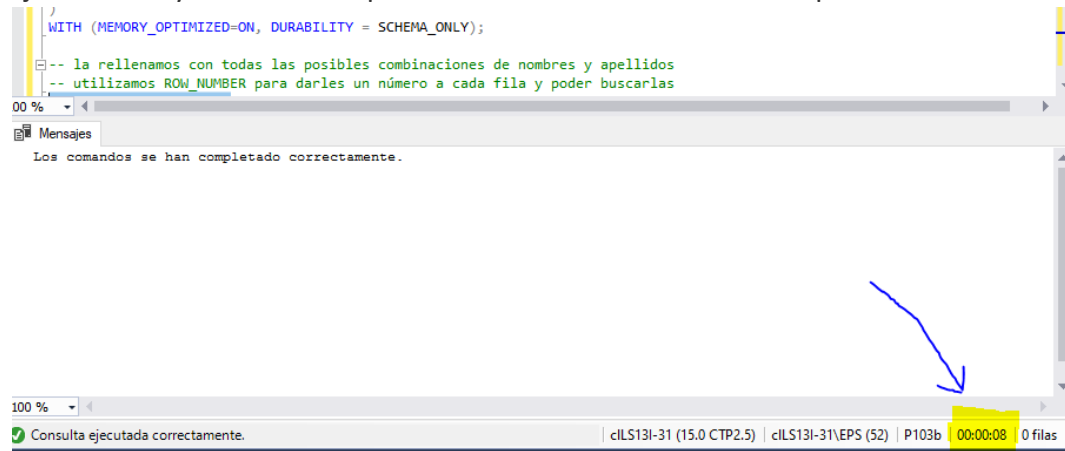 )
WITH (MEMORY_OPTIMIZED=ON, DURABILITY = SCHEMA_ONLY);
-- la rellenamos con todas las posibles combinaciones de nombres y apellidos
-- utilizamos ROW_NUMBER para darles un número a cada fila y poder buscarlas
00 %
Mensajes
Los comandos se han completado correctamente.
100 %
Consulta ejecutada correctamente. cILS13I-31 (15.0 CTP2.5) cILS13I-31\EPS (52) P103b 00:00:08 0 filas